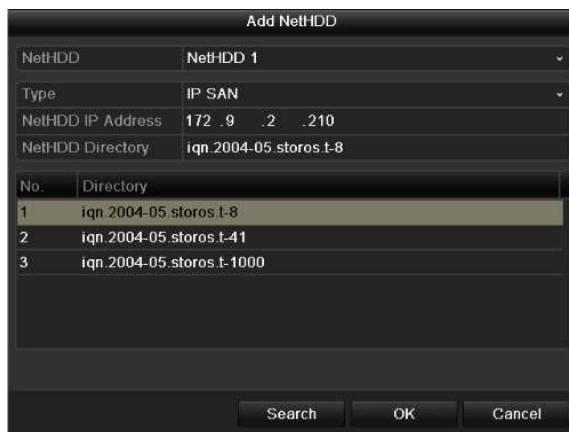 Add NetHDD
NetHDD NetHDD 1
Type IP SAN
NetHDD IP Address 172 .9 .2 .210
NetHDD Directory iqn.2004-05.storos.t-8
No. Directory
1 iqn.2004-05.storos.t-8
2 iqn.2004-05.storos.t-41
3 iqn.2004-05.storos.t-1000
Search OK Cancel